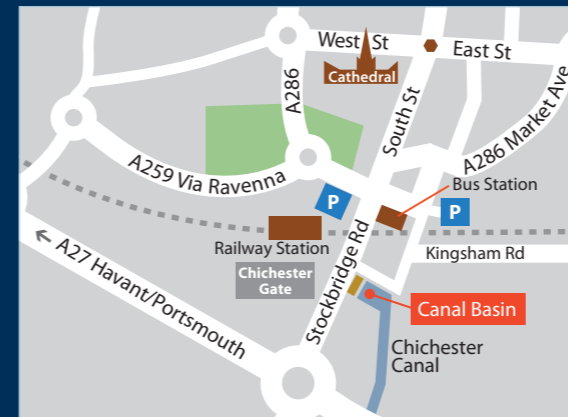 West St
East St
Cathedral
A286
South St
A286 Market Ave
A259 Via Ravenna
P
Bus Station
P
Railway Station
Kingsham Rd
← A27 Havant/Portsmouth
Chichester
Gate
Stockbridge Rd
Canal Basin
Chichester
Canal